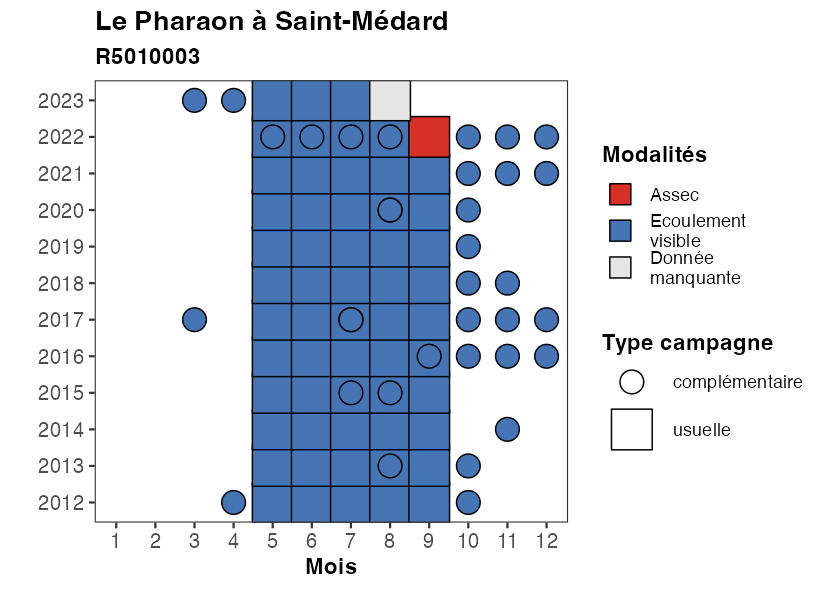 Le Pharaon à Saint-Médard
R5010003
2023
2022
2021
2020
2019
2018
2017
2016
2015
2014
2013
2012
1 2 3 4 5 6 7 8 9 10 11 12
Mois
Modalités
Assec
Ecoulement
visible
Donnée
manquante
Type campagne
complémentaire
usuelle